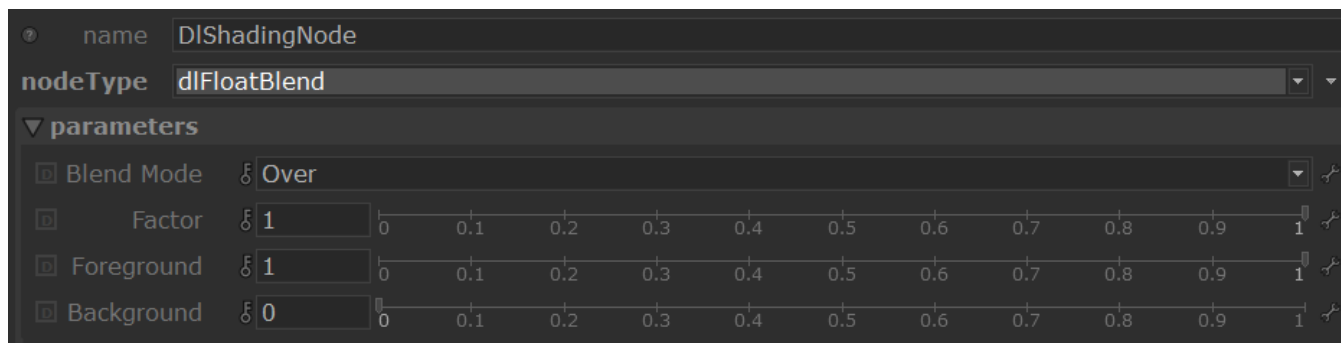 name DlShadingNode
nodeType dlFloatBlend
parameters
D Blend Mode Over
D Factor 1 0 0.1 0.2 0.3 0.4 0.5 0.6 0.7 0.8 0.9 1
D Foreground 1 0 0.1 0.2 0.3 0.4 0.5 0.6 0.7 0.8 0.9 1
D Background 0 0 0.1 0.2 0.3 0.4 0.5 0.6 0.7 0.8 0.9 1